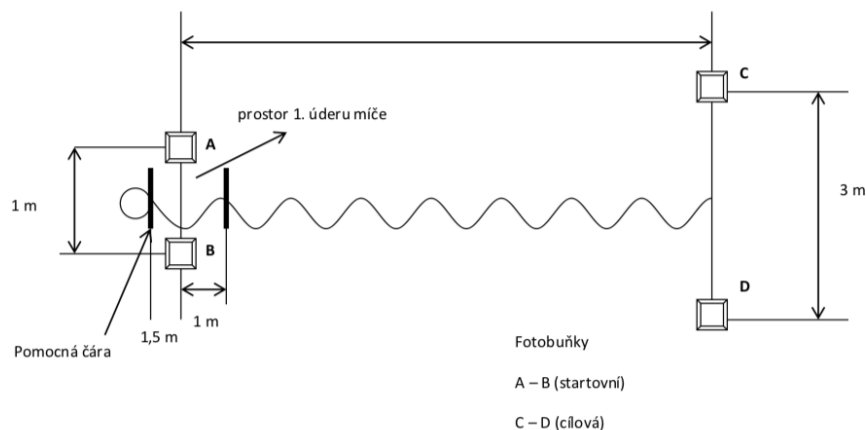 C
prostor 1. úderu míče
A
1 m
3 m
B
D
1 m
1,5 m
Pomocná čára
Fotobuňky
A – B (startovní)
C – D (cílová)